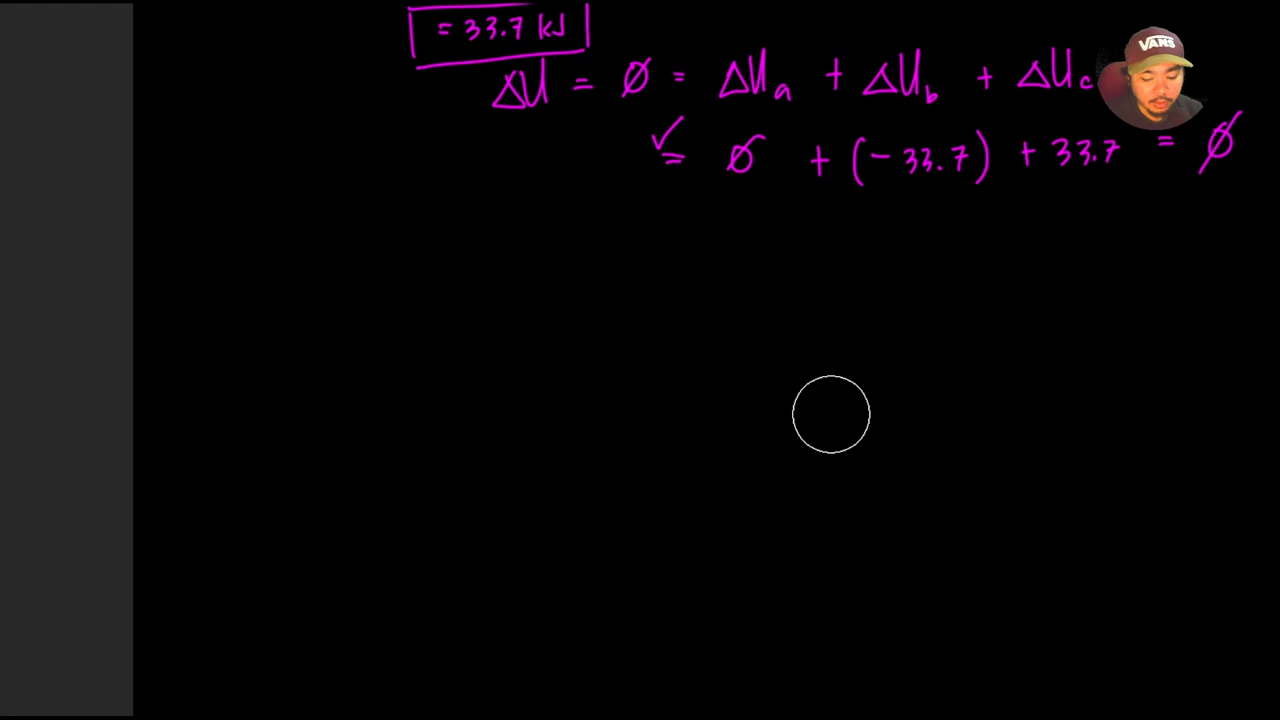 = 33.7 kJ
ΔU = ∅ = ΔUa + ΔUb + ΔUc
✓= ∅ + (-33.7) + 33.7 = ∅
VANS